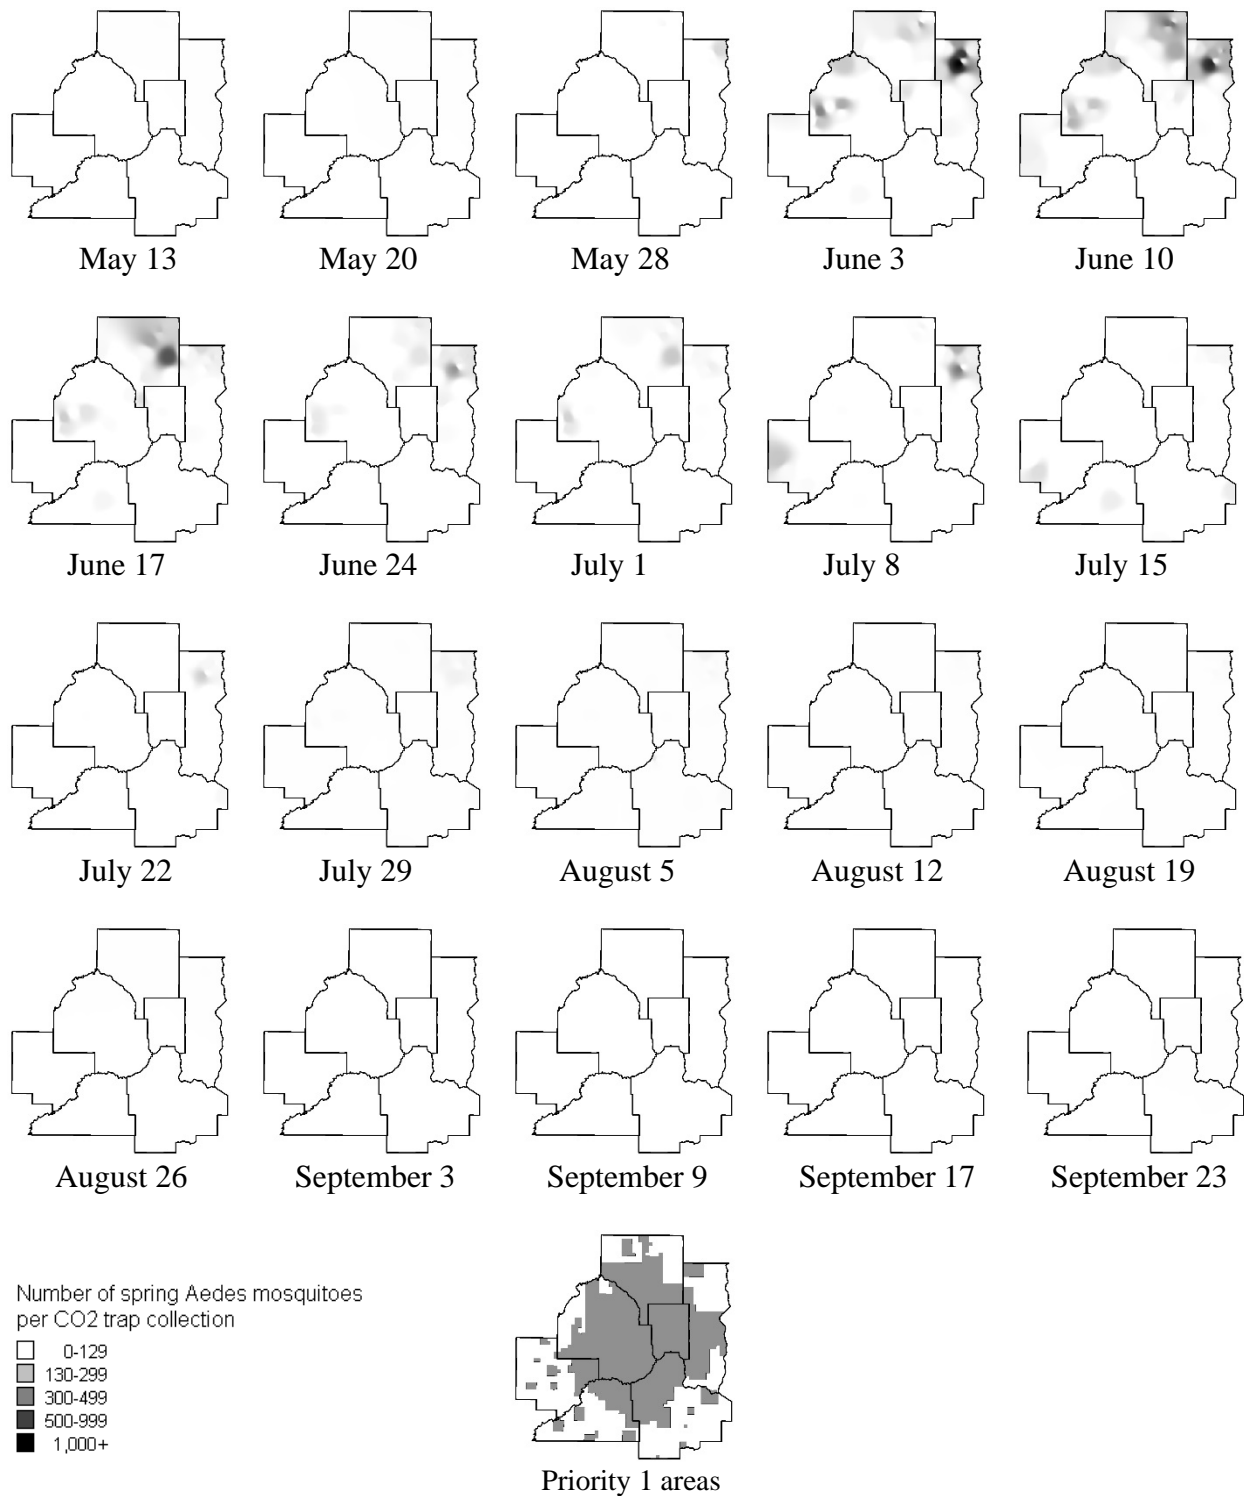 May 13
May 20
May 28
June 3
June 10
June 17
June 24
July 1
July 8
July 15
July 22
July 29
August 5
August 12
August 19
August 26
September 3
September 9
September 17
September 23
Number of spring Aedes mosquitoes
per CO2 trap collection
0-129
130-299
300-499
500-999
1,000+
Priority 1 areas